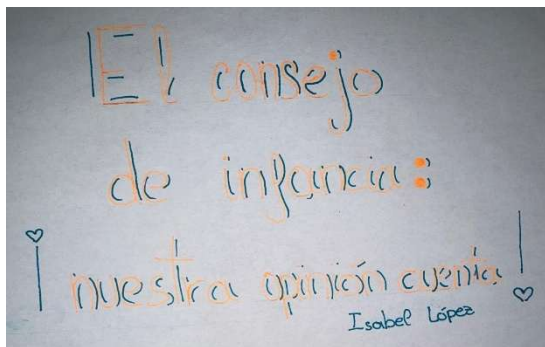 El consejo
de infancia:
¡nuestra opinión cuenta!
Isabel López